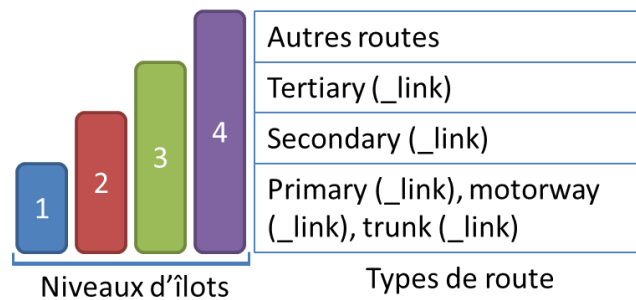 Autres routes
Tertiary (_link)
Secondary (_link)
Primary (_link), motorway
(_link), trunk (_link)
1
2
3
4
Niveaux d'îlots
Types de route